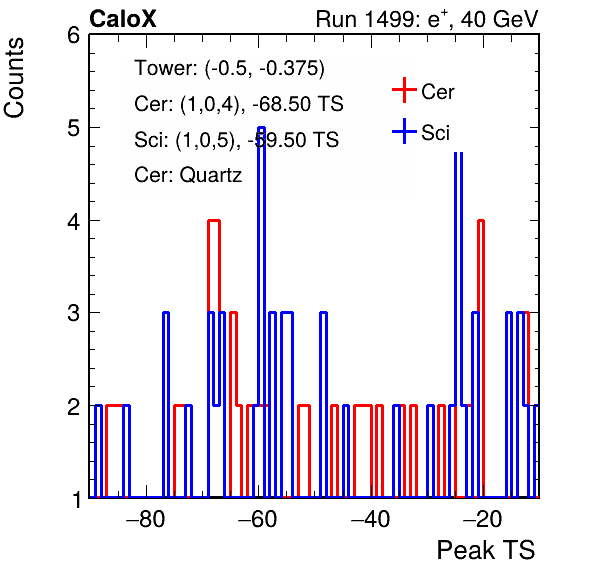 CaloX Run 1499: e⁺, 40 GeV
Counts
6
5
4
3
2
1
Tower: (-0.5, -0.375)
Cer: (1,0,4), -68.50 TS
Sci: (1,0,5), -59.50 TS
Cer: Quartz
Cer
Sci
−80 −60 −40 −20
Peak TS